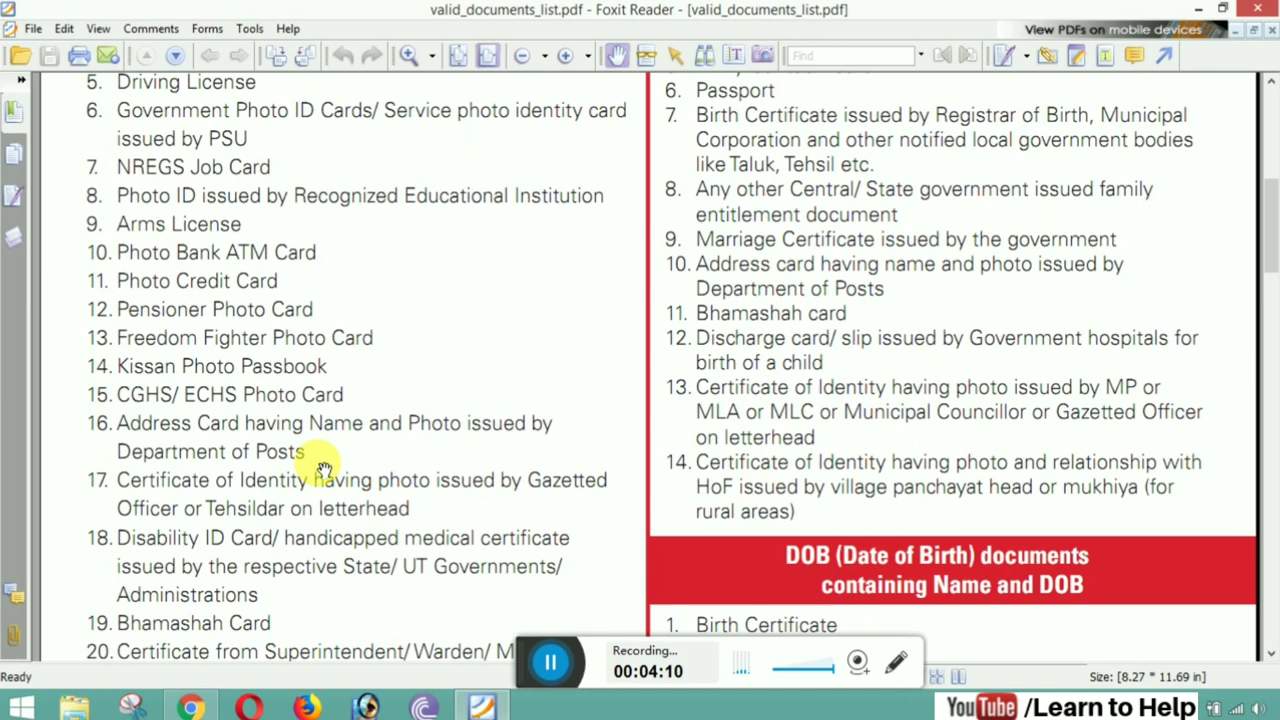 valid_documents_list.pdf - Foxit Reader - [valid_documents_list.pdf]
File Edit View Comments Forms Tools Help
View PDFs on mobile devices
Find
5. Driving License
6. Government Photo ID Cards/ Service photo identity card
issued by PSU
7. NREGS Job Card
8. Photo ID issued by Recognized Educational Institution
9. Arms License
10. Photo Bank ATM Card
11. Photo Credit Card
12. Pensioner Photo Card
13. Freedom Fighter Photo Card
14. Kissan Photo Passbook
15. CGHS/ ECHS Photo Card
16. Address Card having Name and Photo issued by
Department of Posts
17. Certificate of Identity having photo issued by Gazetted
Officer or Tehsildar on letterhead
18. Disability ID Card/ handicapped medical certificate
issued by the respective State/ UT Governments/
Administrations
19. Bhamashah Card
20. Certificate from Superintendent/ Warden/ M
6. Passport
7. Birth Certificate issued by Registrar of Birth, Municipal
Corporation and other notified local government bodies
like Taluk, Tehsil etc.
8. Any other Central/ State government issued family
entitlement document
9. Marriage Certificate issued by the government
10. Address card having name and photo issued by
Department of Posts
11. Bhamashah card
12. Discharge card/ slip issued by Government hospitals for
birth of a child
13. Certificate of Identity having photo issued by MP or
MLA or MLC or Municipal Councillor or Gazetted Officer
on letterhead
14. Certificate of Identity having photo and relationship with
HoF issued by village panchayat head or mukhiya (for
rural areas)
DOB (Date of Birth) documents
containing Name and DOB
1. Birth Certificate
Recording...
00:04:10
Ready
Size: [8.27 * 11.69 in]
YouTube /Learn to Help